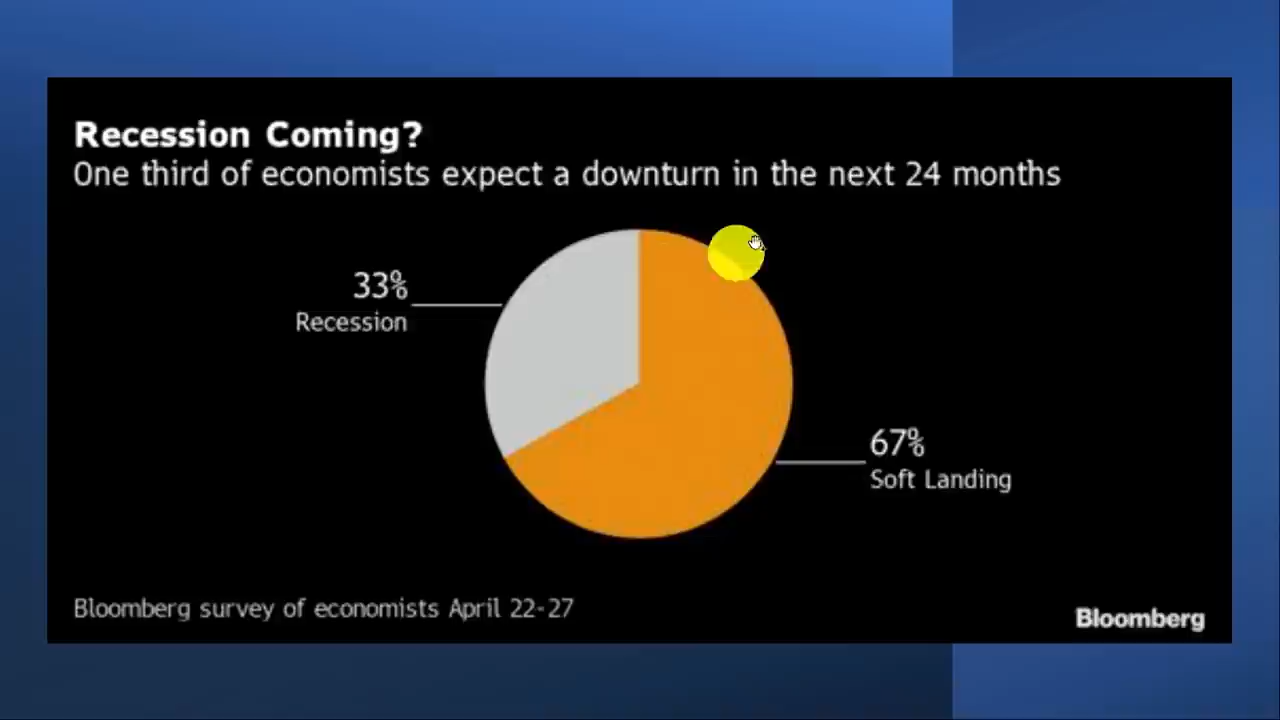 Recession Coming?
One third of economists expect a downturn in the next 24 months
33%
Recession
67%
Soft Landing
Bloomberg survey of economists April 22-27
Bloomberg